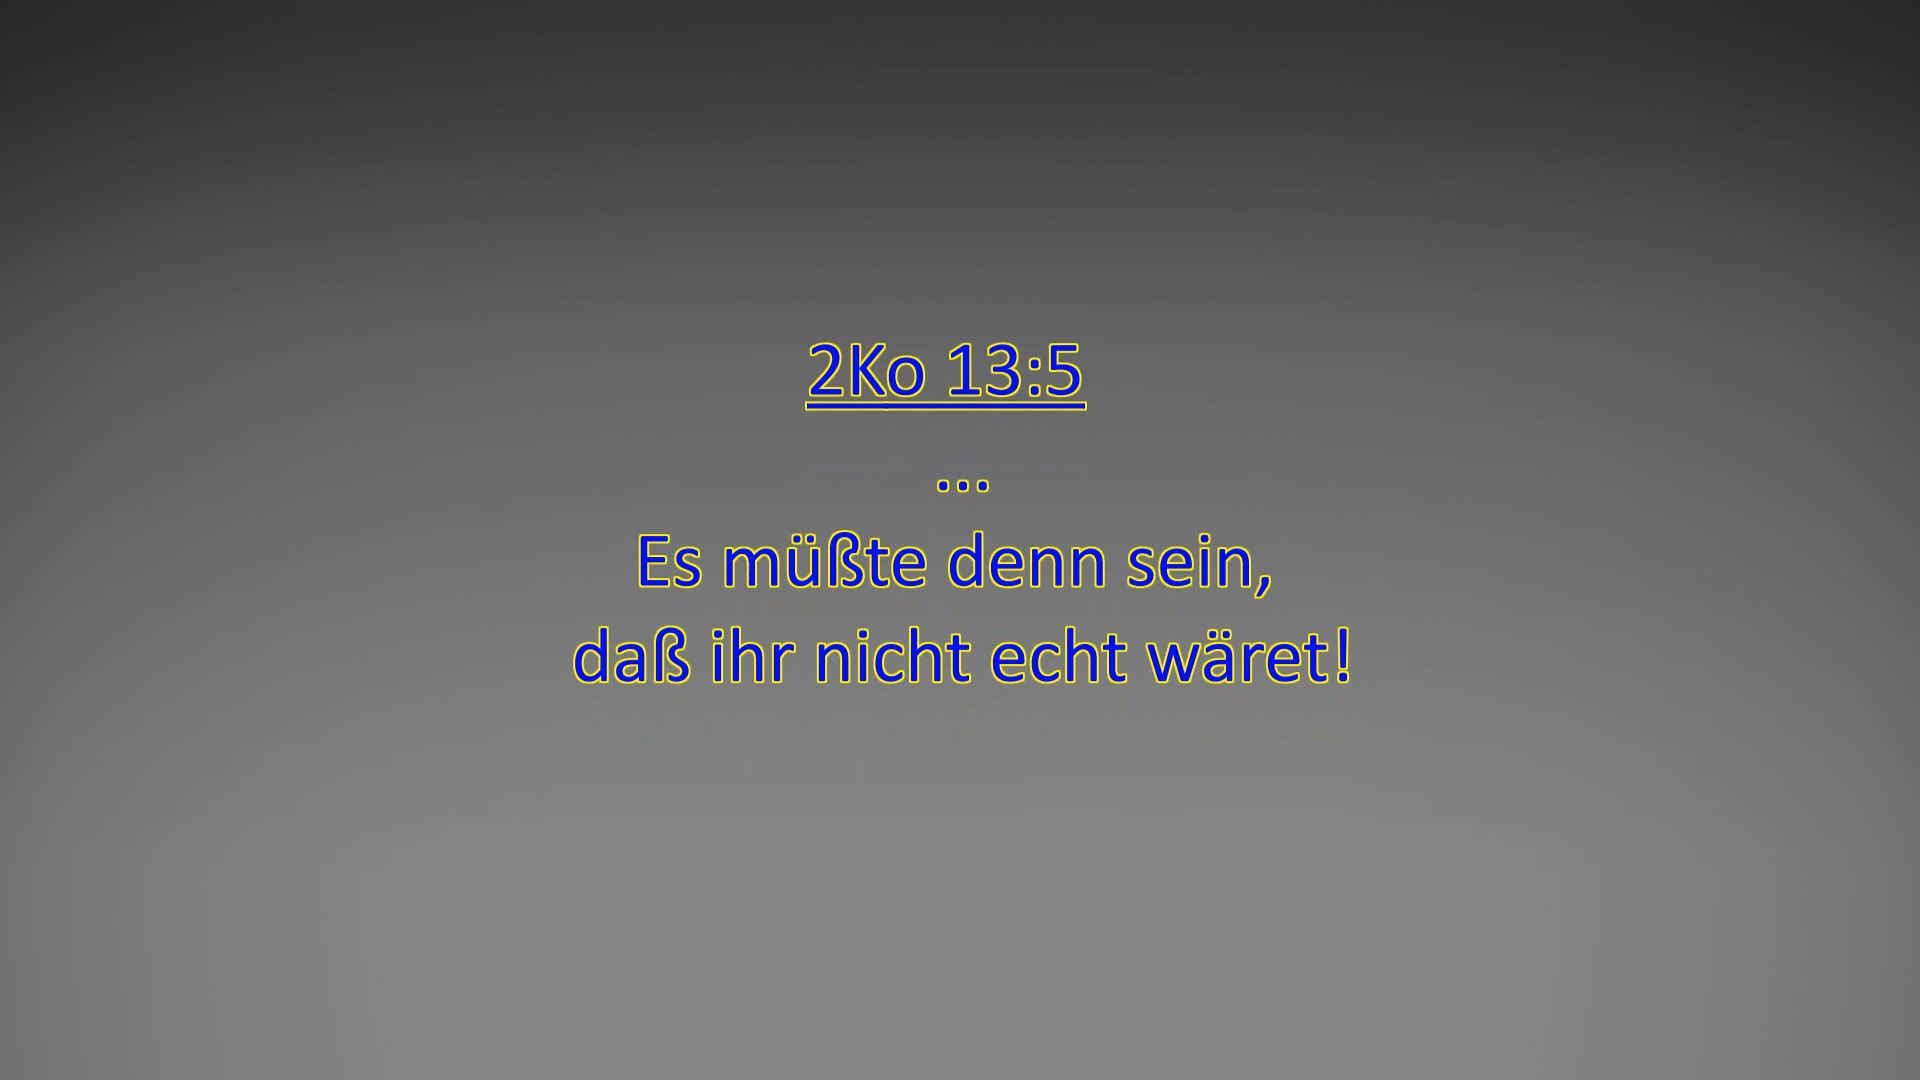 2Ko 13:5
...
Es müßte denn sein,
daß ihr nicht echt wäret!